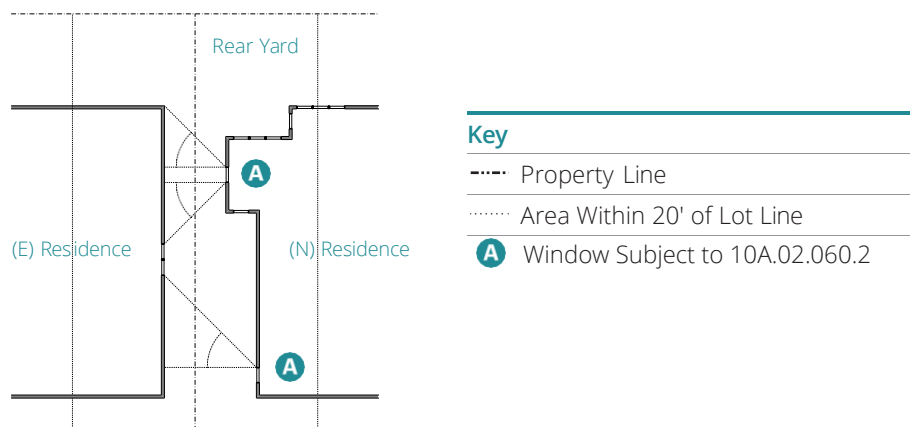 Rear Yard
A
(E) Residence
(N) Residence
A
Key
Property Line
Area Within 20' of Lot Line
A Window Subject to 10A.02.060.2